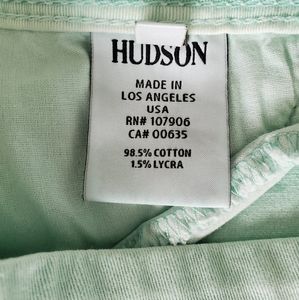 HUDSON
MADE IN
LOS ANGELES
USA
RN# 107906
CA# 00635
98.5% COTTON
1.5% LYCRA